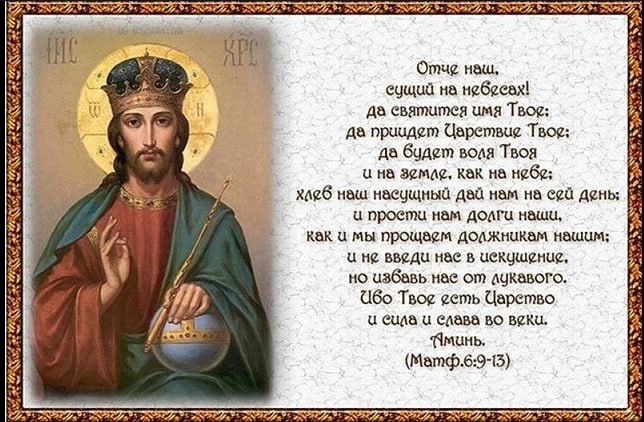 IИС ХРС
ѡ Н
Отче наш,
сущий на небесах!
да святится имя Твое;
да приидет Царствие Твое;
да будет воля Твоя
и на земле, как на небе;
хлеб наш насущный дай нам на сей день;
и прости нам долги наши,
как и мы прощаем должникам нашим;
и не введи нас в искушение,
но избавь нас от лукавого.
Ибо Твое есть Царство
и сила и слава во веки.
Аминь.
(Матф.6:9-13)